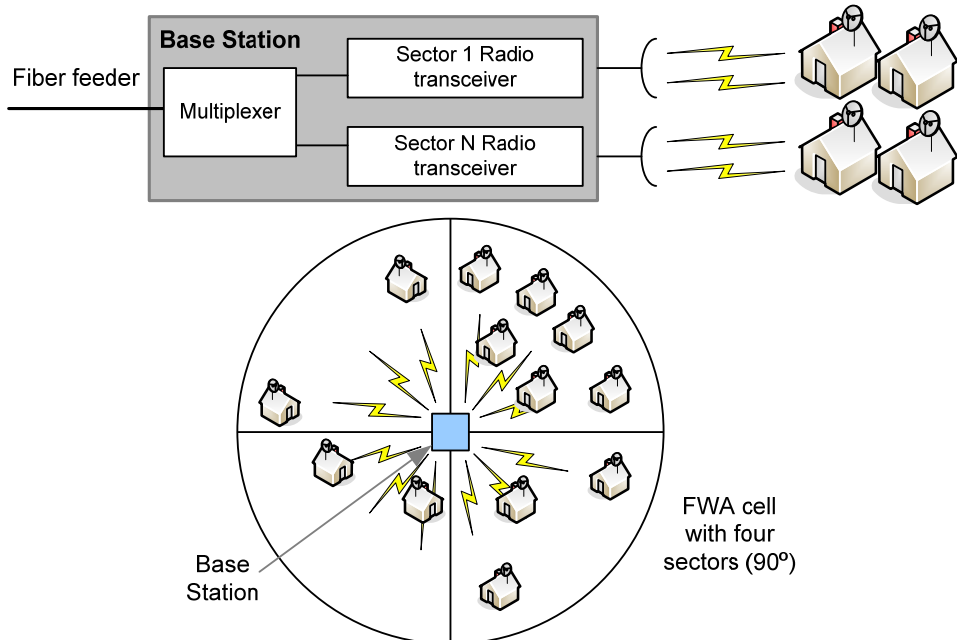 Base Station
Fiber feeder
Multiplexer
Sector 1 Radio
transceiver
Sector N Radio
transceiver
Base
Station
FWA cell
with four
sectors (90º)